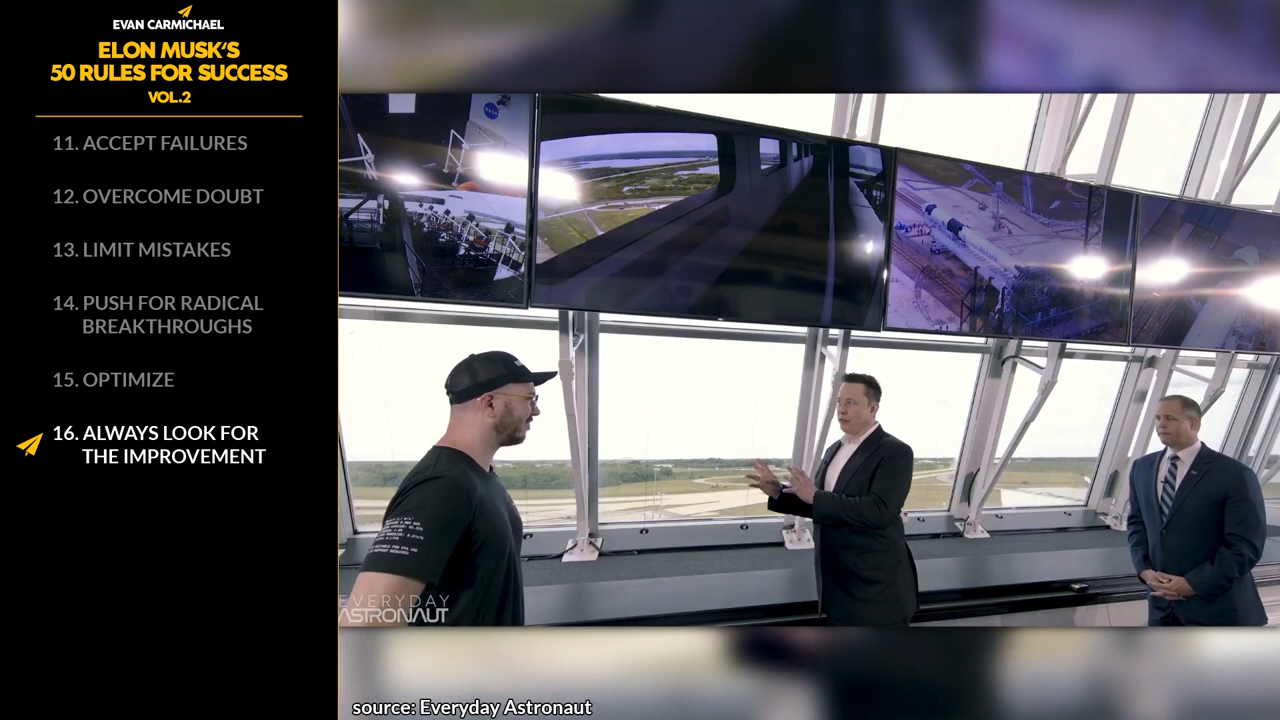 EVAN CARMICHAEL
ELON MUSK'S
50 RULES FOR SUCCESS
VOL.2
11. ACCEPT FAILURES
12. OVERCOME DOUBT
13. LIMIT MISTAKES
14. PUSH FOR RADICAL
BREAKTHROUGHS
15. OPTIMIZE
16. ALWAYS LOOK FOR
THE IMPROVEMENT
NASA
EVERYDAY
ASTRONAUT
source: Everyday Astronaut